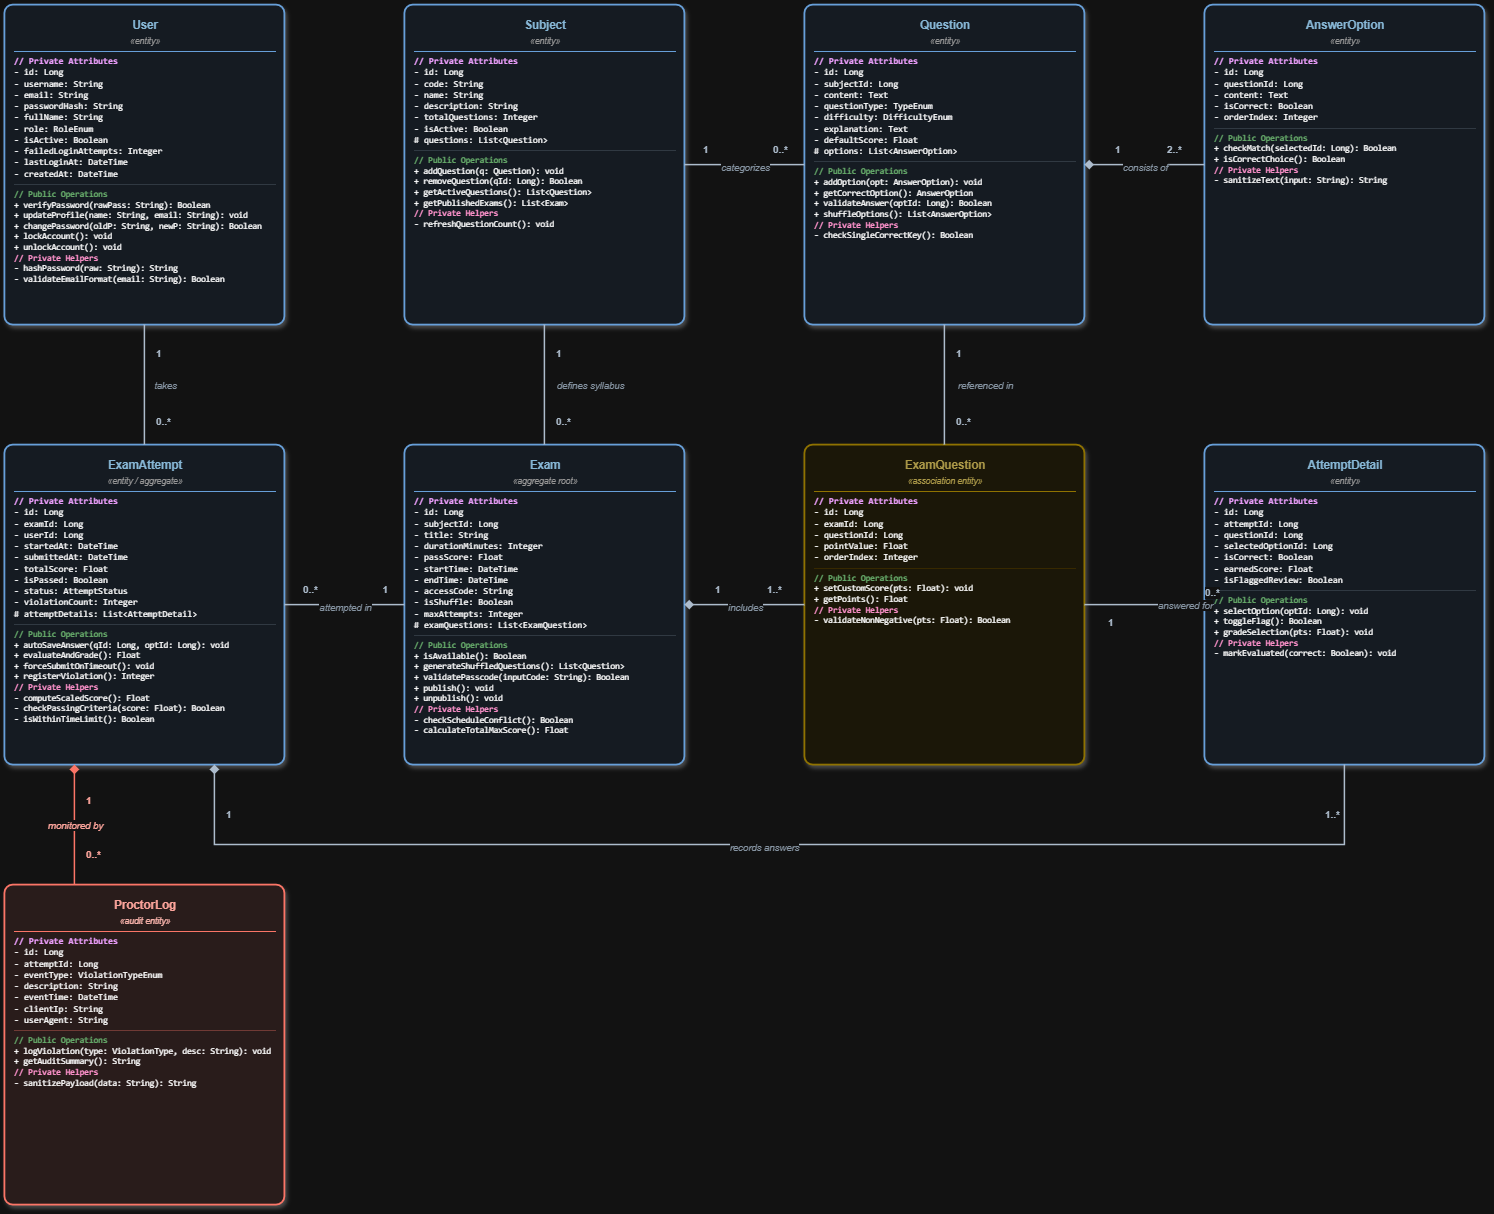 User
«entity»
// Private Attributes
- id: Long
- username: String
- email: String
- passwordHash: String
- fullName: String
- role: RoleEnum
- isActive: Boolean
- failedLoginAttempts: Integer
- lastLoginAt: DateTime
- createdAt: DateTime
// Public Operations
+ verifyPassword(rawPass: String): Boolean
+ updateProfile(name: String, email: String): void
+ changePassword(oldP: String, newP: String): Boolean
+ lockAccount(): void
+ unlockAccount(): void
// Private Helpers
- hashPassword(raw: String): String
- validateEmailFormat(email: String): Boolean
Subject
«entity»
// Private Attributes
- id: Long
- code: String
- name: String
- description: String
- totalQuestions: Integer
- isActive: Boolean
# questions: List<Question>
// Public Operations
+ addQuestion(q: Question): void
+ removeQuestion(qId: Long): Boolean
+ getActiveQuestions(): List<Question>
+ getPublishedExams(): List<Exam>
// Private Helpers
- refreshQuestionCount(): void
1
categorizes
0..*
Question
«entity»
// Private Attributes
- id: Long
- subjectId: Long
- content: Text
- questionType: TypeEnum
- difficulty: DifficultyEnum
- explanation: Text
- defaultScore: Float
# options: List<AnswerOption>
// Public Operations
+ addOption(opt: AnswerOption): void
+ getCorrectOption(): AnswerOption
+ validateAnswer(optId: Long): Boolean
+ shuffleOptions(): List<AnswerOption>
// Private Helpers
- checkSingleCorrectKey(): Boolean
1
consists of
2..*
AnswerOption
«entity»
// Private Attributes
- id: Long
- questionId: Long
- content: Text
- isCorrect: Boolean
- orderIndex: Integer
// Public Operations
+ checkMatch(selectedId: Long): Boolean
+ isCorrectChoice(): Boolean
// Private Helpers
- sanitizeText(input: String): String
1
takes
0..*
1
defines syllabus
0..*
1
referenced in
0..*
ExamAttempt
«entity / aggregate»
// Private Attributes
- id: Long
- examId: Long
- userId: Long
- startedAt: DateTime
- submittedAt: DateTime
- totalScore: Float
- isPassed: Boolean
- status: AttemptStatus
- violationCount: Integer
# attemptDetails: List<AttemptDetail>
// Public Operations
+ autoSaveAnswer(qId: Long, optId: Long): void
+ evaluateAndGrade(): Float
+ forceSubmitOnTimeout(): void
+ registerViolation(): Integer
// Private Helpers
- computeScaledScore(): Float
- checkPassingCriteria(score: Float): Boolean
- isWithinTimeLimit(): Boolean
0..*
attempted in
1
Exam
«aggregate root»
// Private Attributes
- id: Long
- subjectId: Long
- title: String
- durationMinutes: Integer
- passScore: Float
- startTime: DateTime
- endTime: DateTime
- accessCode: String
- isShuffle: Boolean
- maxAttempts: Integer
# examQuestions: List<ExamQuestion>
// Public Operations
+ isAvailable(): Boolean
+ generateShuffledQuestions(): List<Question>
+ validatePasscode(inputCode: String): Boolean
+ publish(): void
+ unpublish(): void
// Private Helpers
- checkScheduleConflict(): Boolean
- calculateTotalMaxScore(): Float
1
includes
1..*
ExamQuestion
«association entity»
// Private Attributes
- id: Long
- examId: Long
- questionId: Long
- pointValue: Float
- orderIndex: Integer
// Public Operations
+ setCustomScore(pts: Float): void
+ getPoints(): Float
// Private Helpers
- validateNonNegative(pts: Float): Boolean
1
answered for
0..*
AttemptDetail
«entity»
// Private Attributes
- id: Long
- attemptId: Long
- questionId: Long
- selectedOptionId: Long
- isCorrect: Boolean
- earnedScore: Float
- isFlaggedReview: Boolean
// Public Operations
+ selectOption(optId: Long): void
+ toggleFlag(): Boolean
+ gradeSelection(pts: Float): void
// Private Helpers
- markEvaluated(correct: Boolean): void
1
monitored by
0..*
1
records answers
1..*
ProctorLog
«audit entity»
// Private Attributes
- id: Long
- attemptId: Long
- eventType: ViolationTypeEnum
- description: String
- eventTime: DateTime
- clientIp: String
- userAgent: String
// Public Operations
+ logViolation(type: ViolationType, desc: String): void
+ getAuditSummary(): String
// Private Helpers
- sanitizePayload(data: String): String